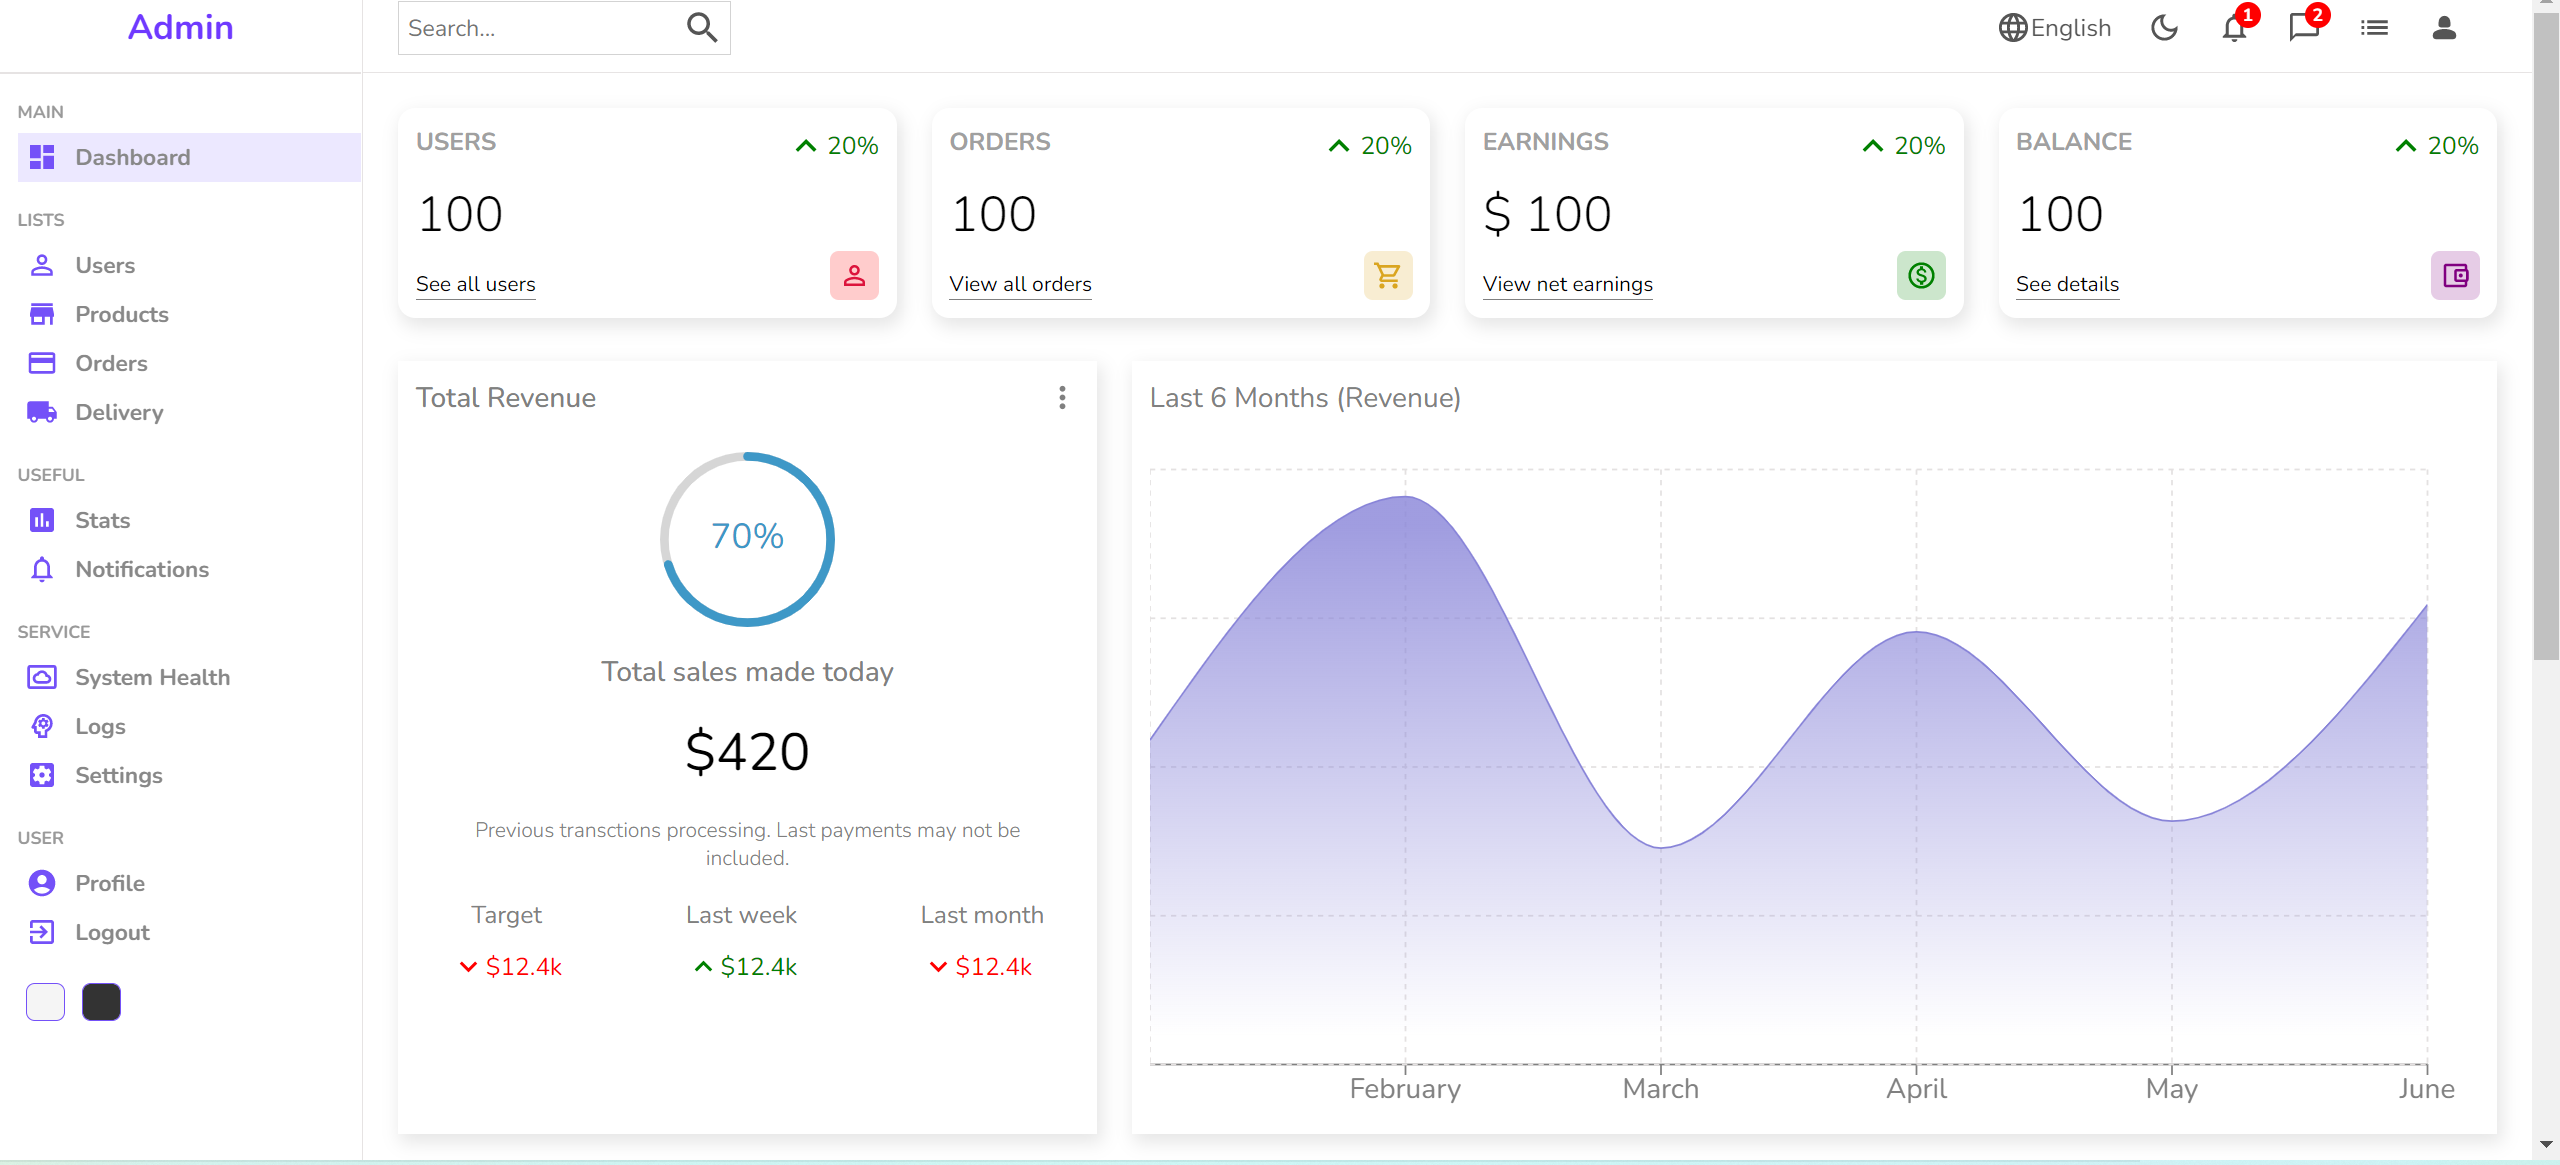 Admin
Search...
English
1
2
MAIN
Dashboard
LISTS
Users
Products
Orders
Delivery
USEFUL
Stats
Notifications
SERVICE
System Health
Logs
Settings
USER
Profile
Logout
USERS
20%
100
See all users
ORDERS
20%
100
View all orders
EARNINGS
20%
$ 100
View net earnings
BALANCE
20%
100
See details
Total Revenue
70%
Total sales made today
$420
Previous transctions processing. Last payments may not be
included.
Target
$12.4k
Last week
$12.4k
Last month
$12.4k
Last 6 Months (Revenue)
February
March
April
May
June